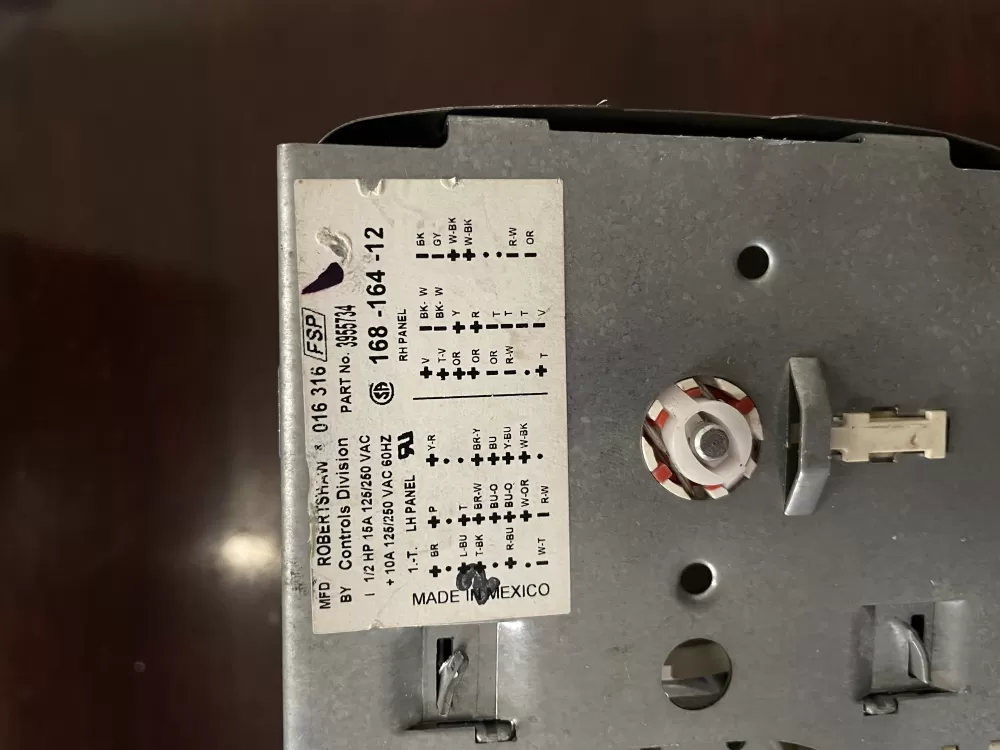 MFD ROBERTSHAW ® 016 316 FSP
BY Controls Division PART No. 3955734
| 1/2 HP 15A 125/250 VAC 168 -164 -12
+ 10A 125/250 VAC 60HZ
1.-T. LH PANEL RH PANEL
+ BR + P + Y-R + V | BK- W | BK
• • • + T-V | BK- W | GY
+ L-BU + T • + OR + Y + W-BK
+ T-BK + BR-W + BR-Y + OR + R + W-BK
• + BU-O + BU | OR | T •
+ R-BU + BU-O + Y-BU | R-W | T | R-W
• + W-OR + W-BK • | T | OR
| W-T | R-W • + T | V
MADE IN MEXICO